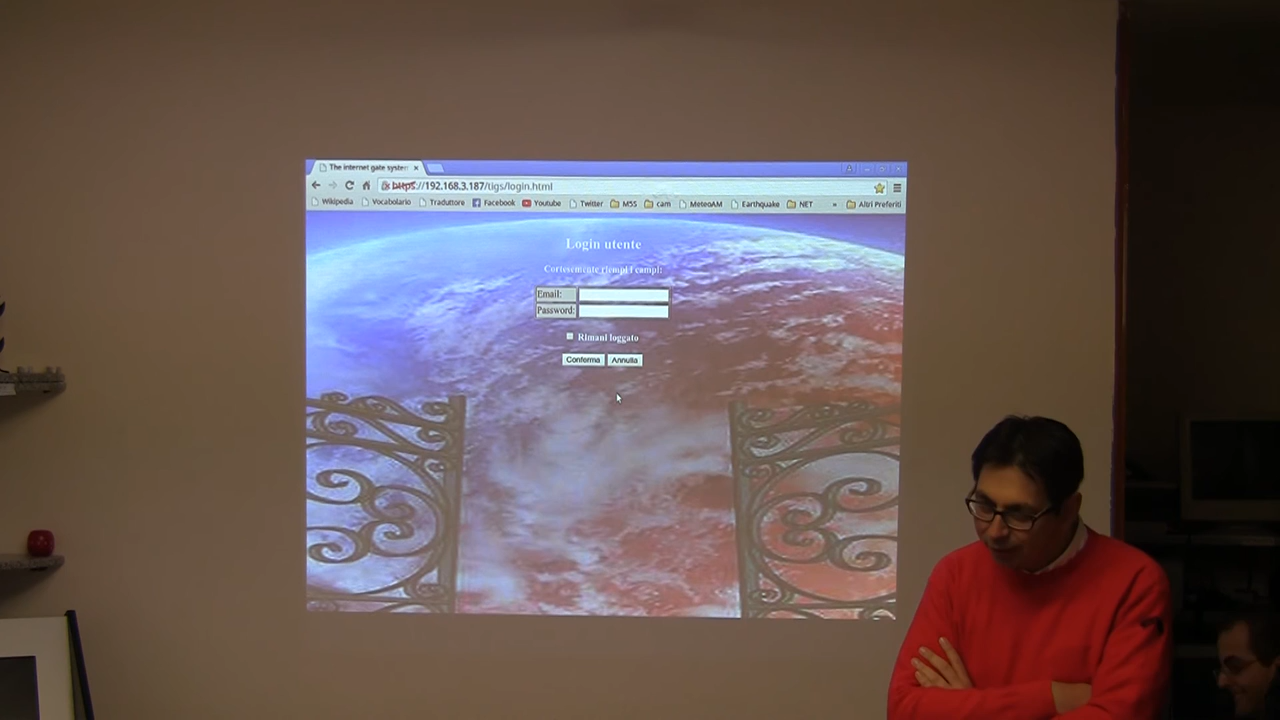 The internet gate system
https://192.168.3.187/tigs/login.html
Wikipedia Vocabolario Traduttore Facebook Youtube Twitter M5S cam MeteoAM Earthquake NET » Altri Preferiti
Login utente
Cortesemente riempi i campi:
Email:
Password:
Rimani loggato
Conferma Annulla